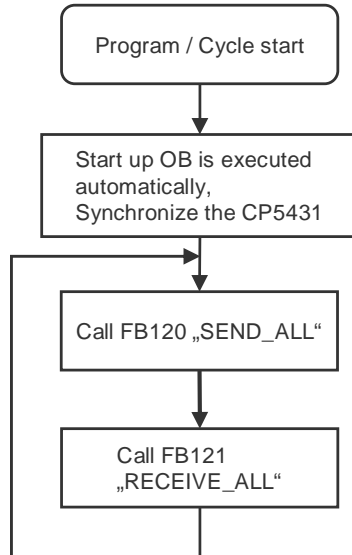 Program / Cycle start
Start up OB is executed
automatically,
Synchronize the CP5431
Call FB120 „SEND_ALL“
Call FB121
„RECEIVE_ALL“